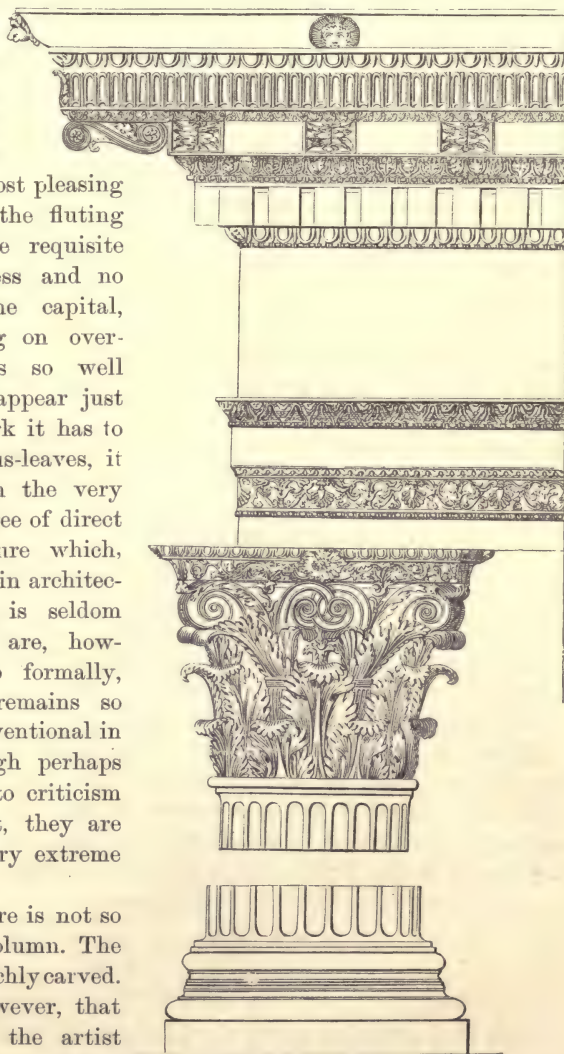 ost pleasing
the fluting
e requisite
ess and no
he capital,
g on over-
s so well
appear just
rk it has to
us-leaves, it
n the very
ree of direct
ure which,
in architec-
is seldom
are, how-
o formally,
remains so
ventional in
gh perhaps
to criticism
t, they are
ry extreme
re is not so
olumn. The
chly carved.
wever, that
the artist